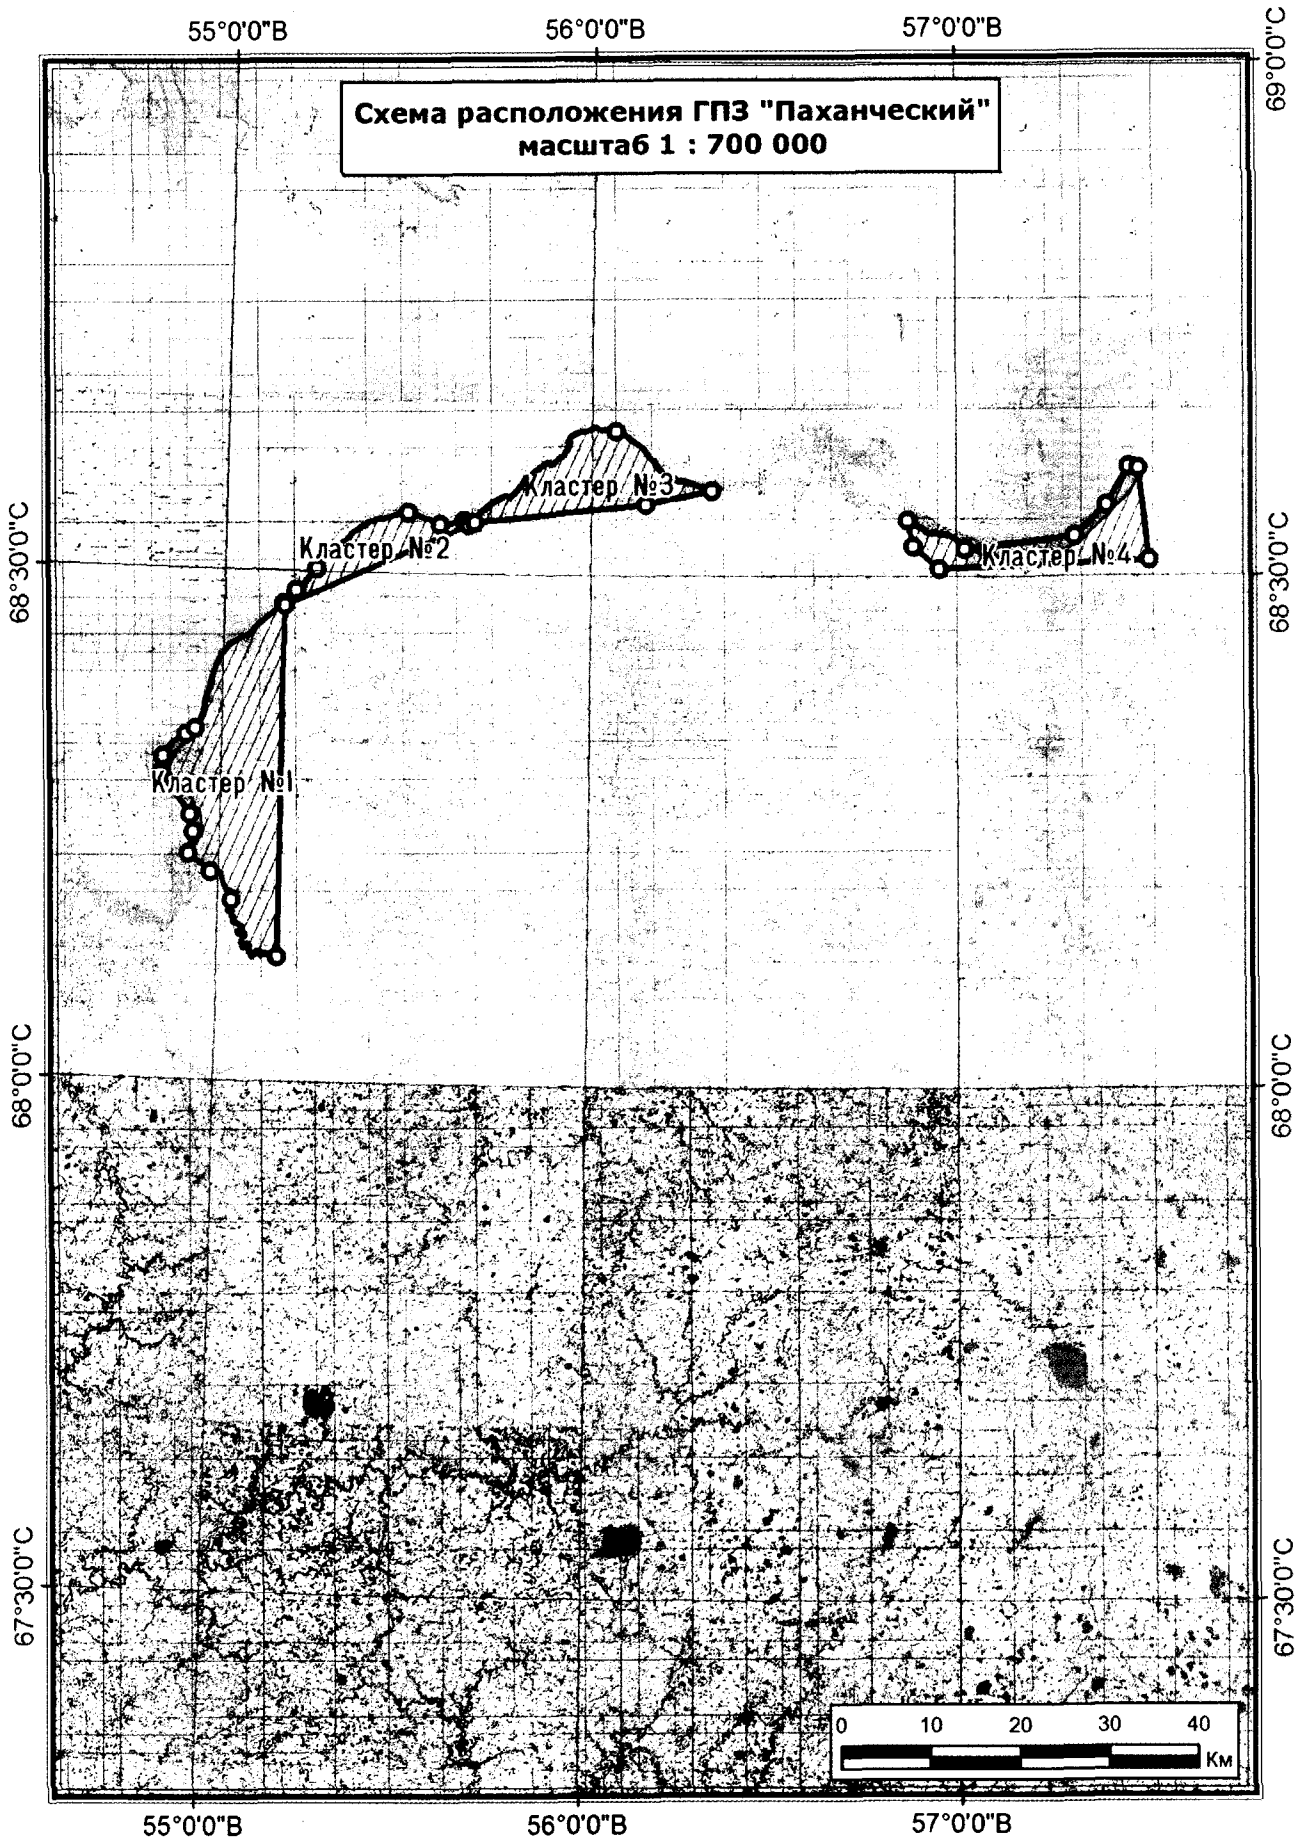 55°0'0"В 56°0'0"В 57°0'0"В
69°0'0"С
Схема расположения ГПЗ "Паханческий"
масштаб 1 : 700 000
Кластер №3
68°30'0"С
Кластер №2
Кластер №4
68°30'0"С
Кластер №1
68°0'0"С
68°0'0"С
67°30'0"С
67°30'0"С
0 10 20 30 40
Км
55°0'0"В 56°0'0"В 57°0'0"В